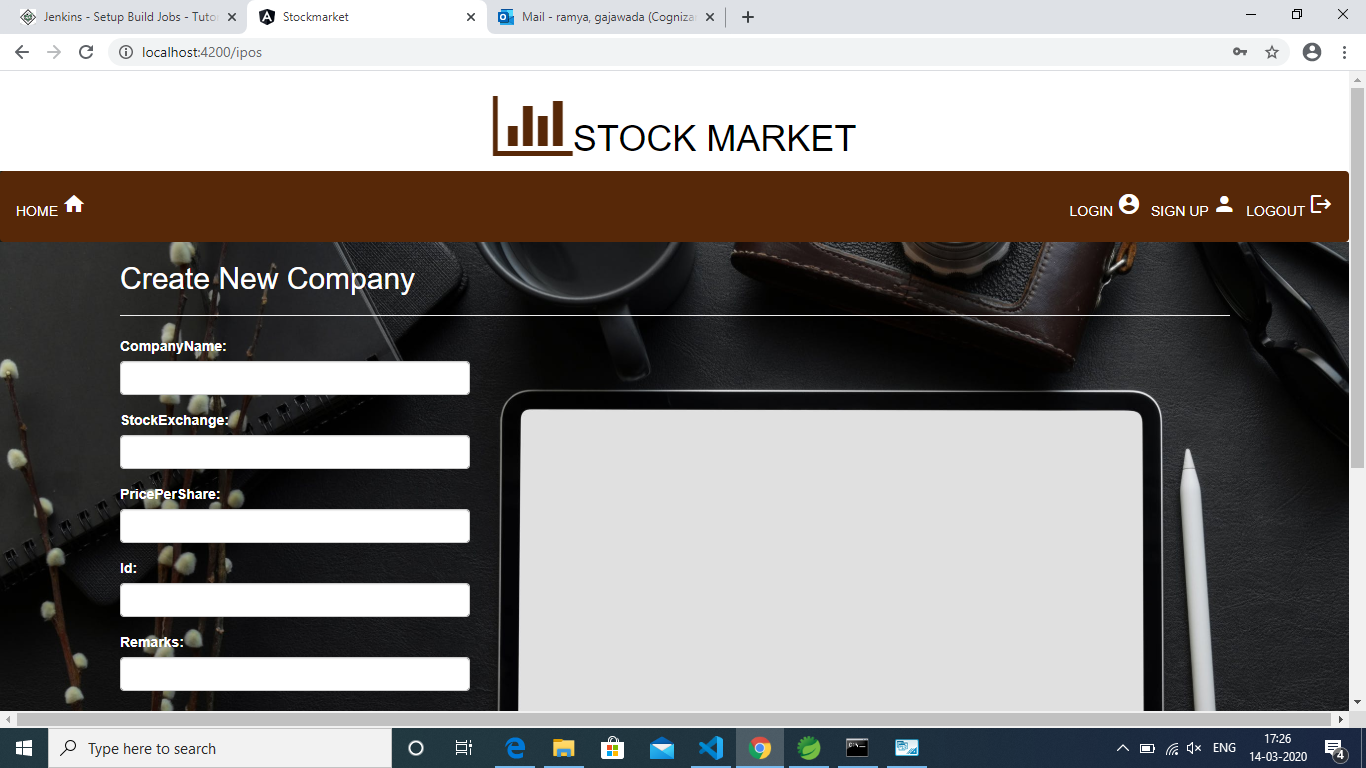 Jenkins - Setup Build Jobs - Tutor
Stockmarket
Mail - ramya, gajawada (Cogniza
localhost:4200/ipos
STOCK MARKET
HOME
LOGIN
SIGN UP
LOGOUT
Create New Company
CompanyName:
StockExchange:
PricePerShare:
Id:
Remarks:
Type here to search
ENG
17:26
14-03-2020
4